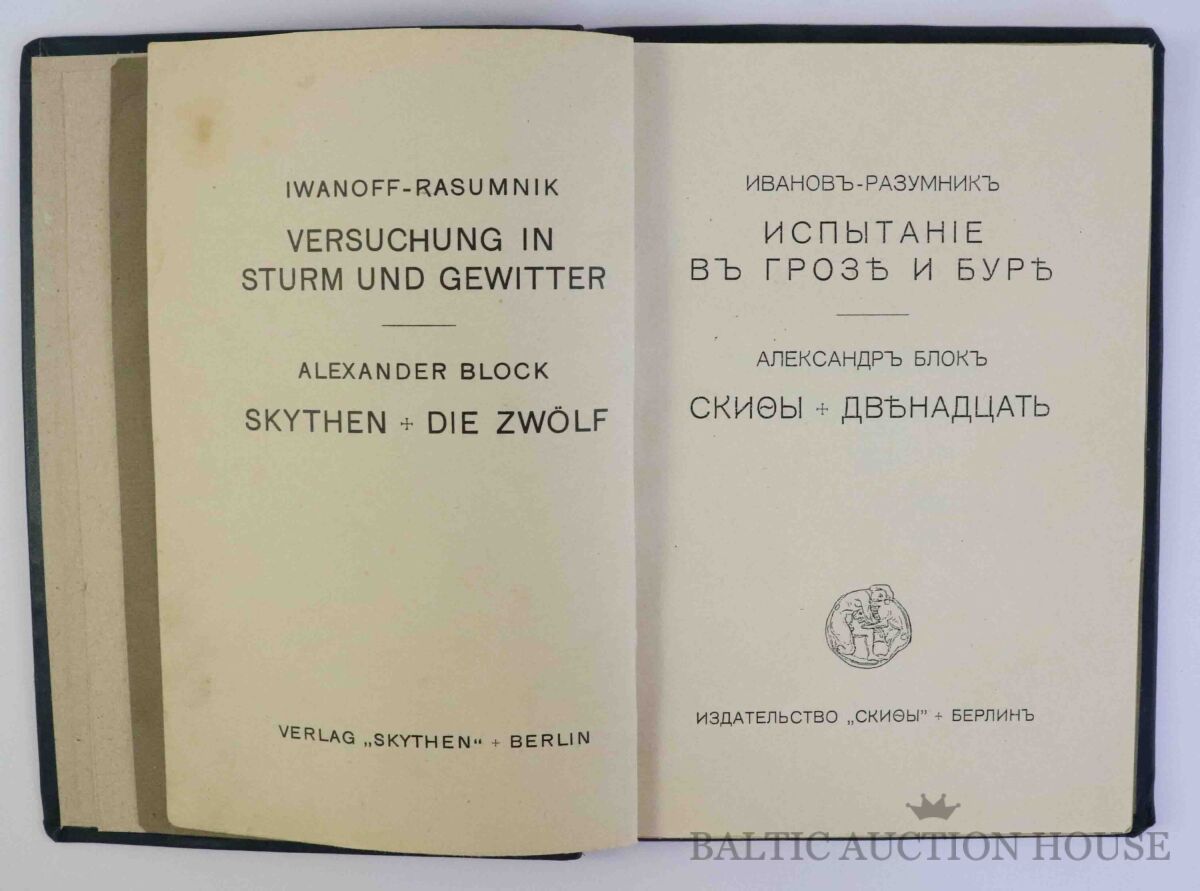 IWANOFF-RASUMNIK
VERSUCHUNG IN
STURM UND GEWITTER
ALEXANDER BLOCK
SKYTHEN + DIE ZWÖLF
VERLAG „SKYTHEN“ + BERLIN
ИВАНОВЪ-РАЗУМНИКЪ
ИСПЫТАНІЕ
ВЪ ГРОЗѢ И БУРѢ
АЛЕКСАНДРЪ БЛОКЪ
СКИѲЫ + ДВѢНАДЦАТЬ
ИЗДАТЕЛЬСТВО „СКИѲЫ" + БЕРЛИНЪ
BALTIC AUCTION HOUSE